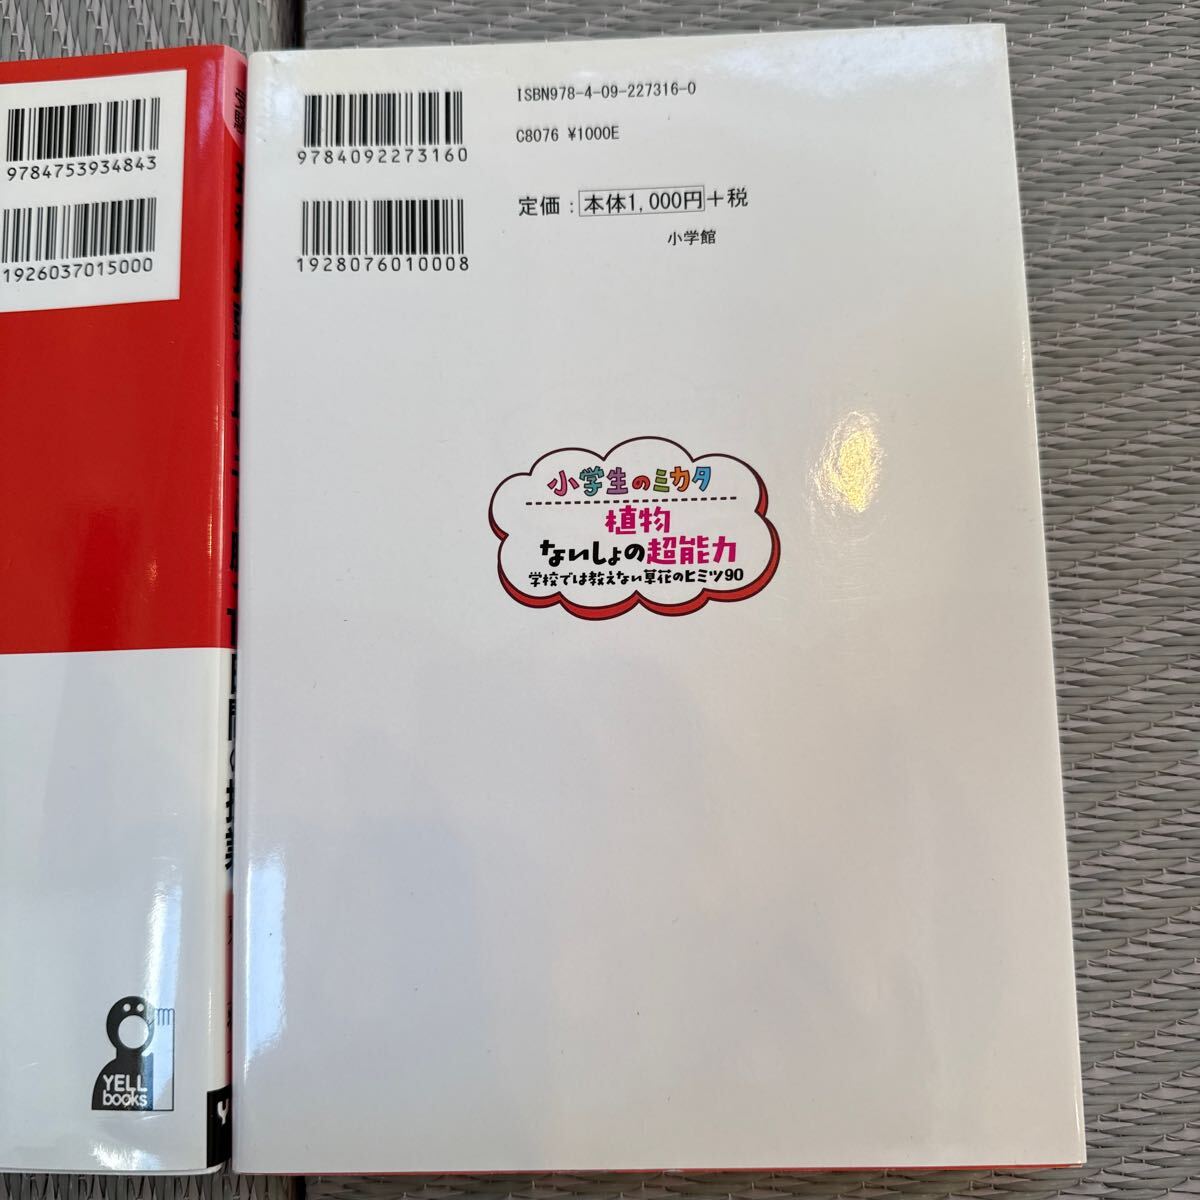 9784753934843
1926037015000
YELL
books
9784092273160
1928076010008
ISBN978-4-09-227316-0
C8076 ¥1000E
定価：本体1,000円＋税
小学館
小学生のミカタ
植物
ないしょの超能力
学校では教えない草花のヒミツ90